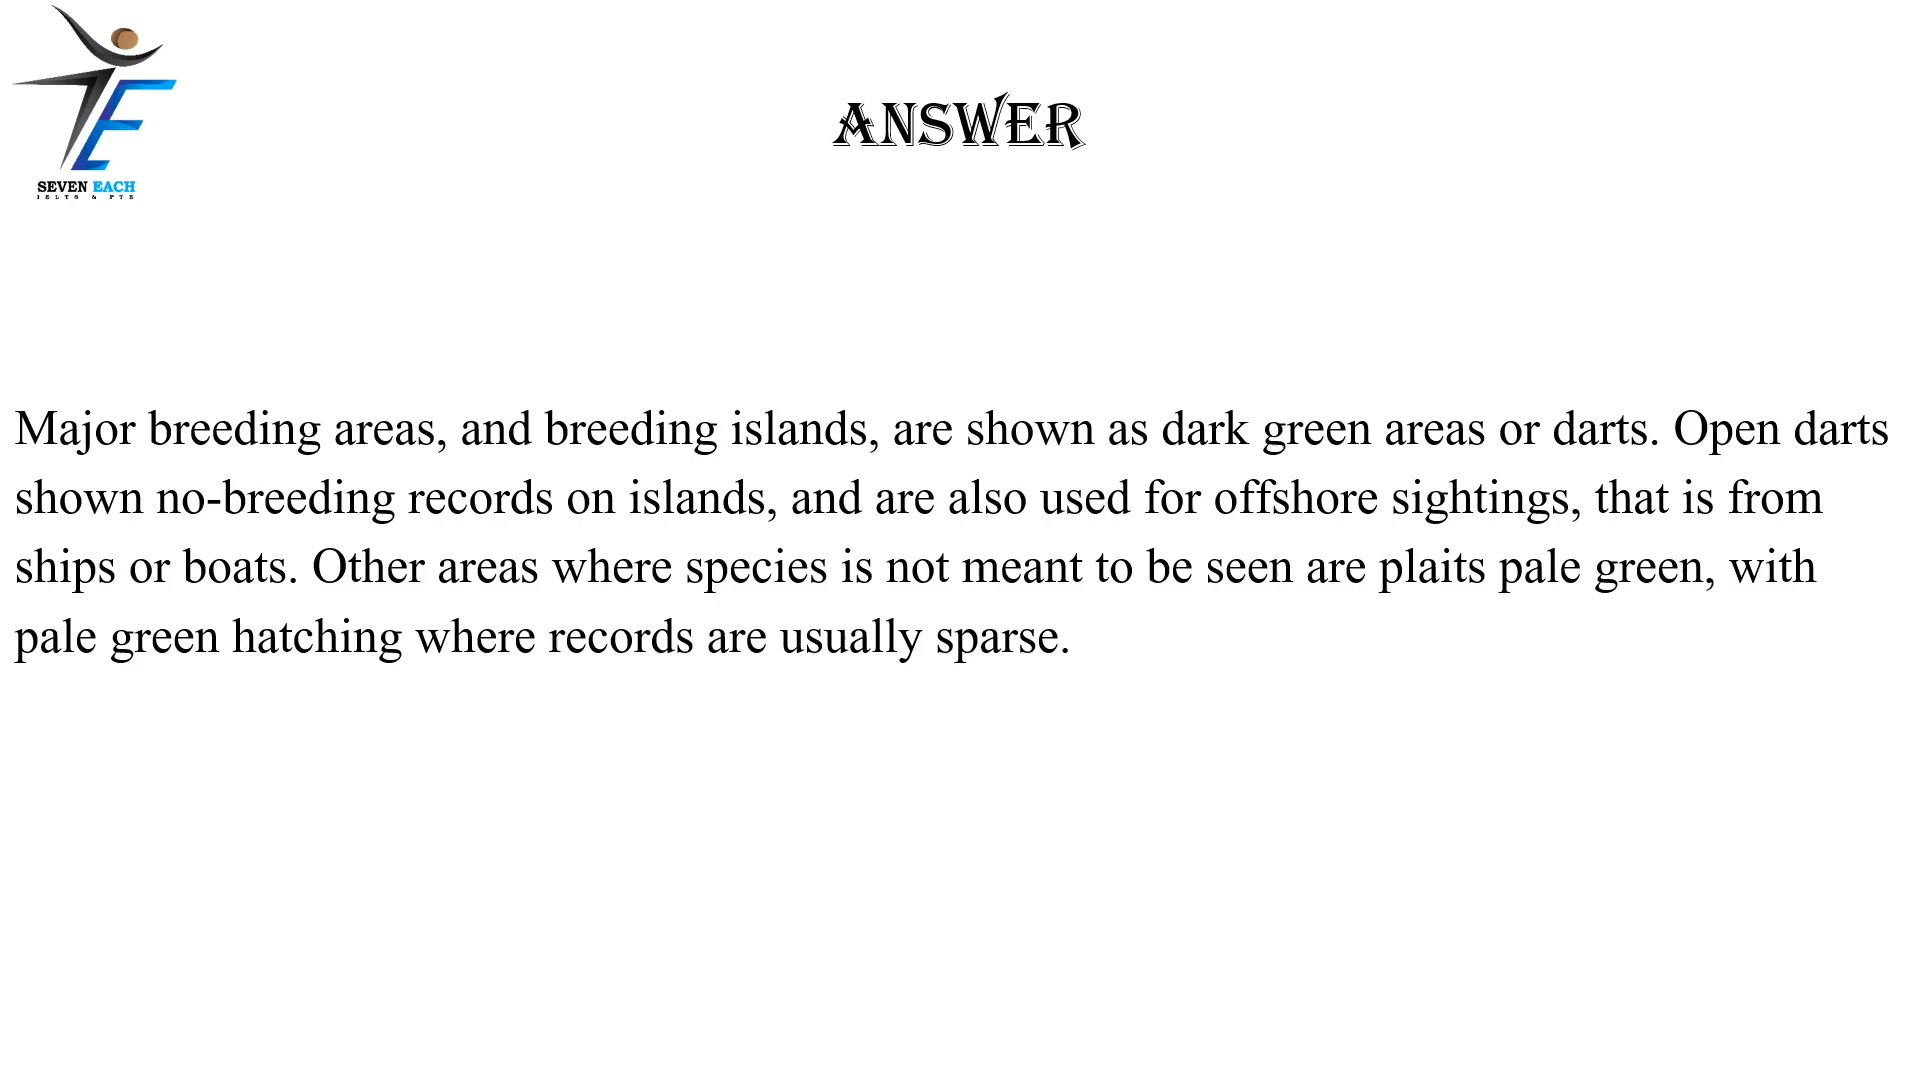 SEVEN EACH
IELTS & PTE
ANSWER
Major breeding areas, and breeding islands, are shown as dark green areas or darts. Open darts
shown no-breeding records on islands, and are also used for offshore sightings, that is from
ships or boats. Other areas where species is not meant to be seen are plaits pale green, with
pale green hatching where records are usually sparse.